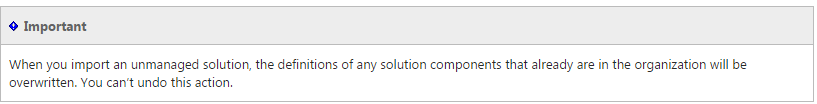 Important
When you import an unmanaged solution, the definitions of any solution components that already are in the organization will be
overwritten. You can’t undo this action.